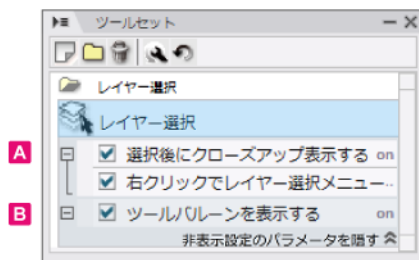 ツールセット
レイヤー選択
レイヤー選択
A
選択後にクローズアップ表示する on
右クリックでレイヤー選択メニュー...
B
ツールバルーンを表示する on
非表示設定のパラメータを隠す